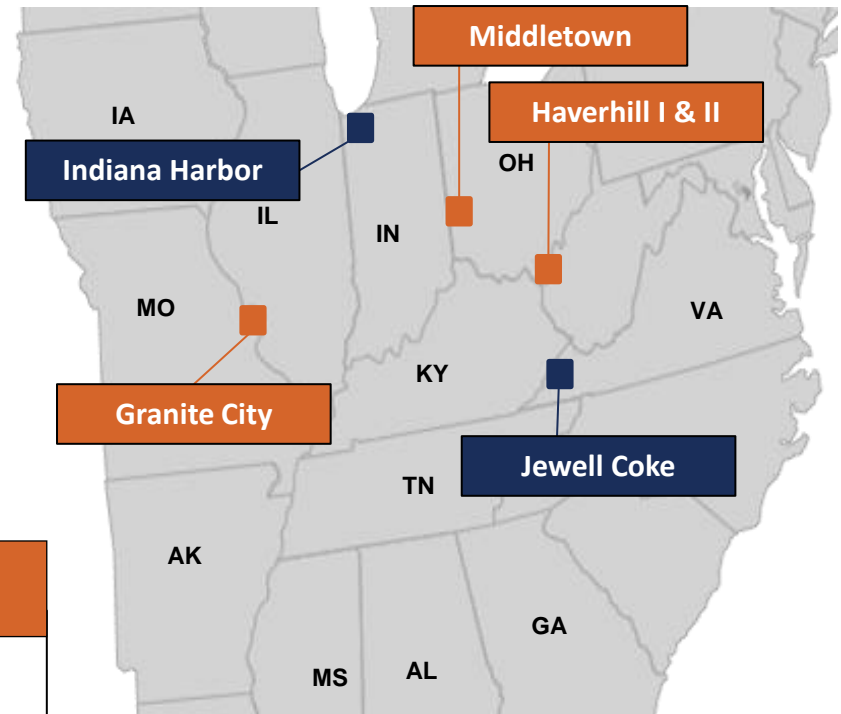 Middletown
IA
Haverhill I & II
Indiana Harbor
OH
IL
IN
MO
VA
KY
Granite City
Jewell Coke
TN
AK
GA
MS
AL